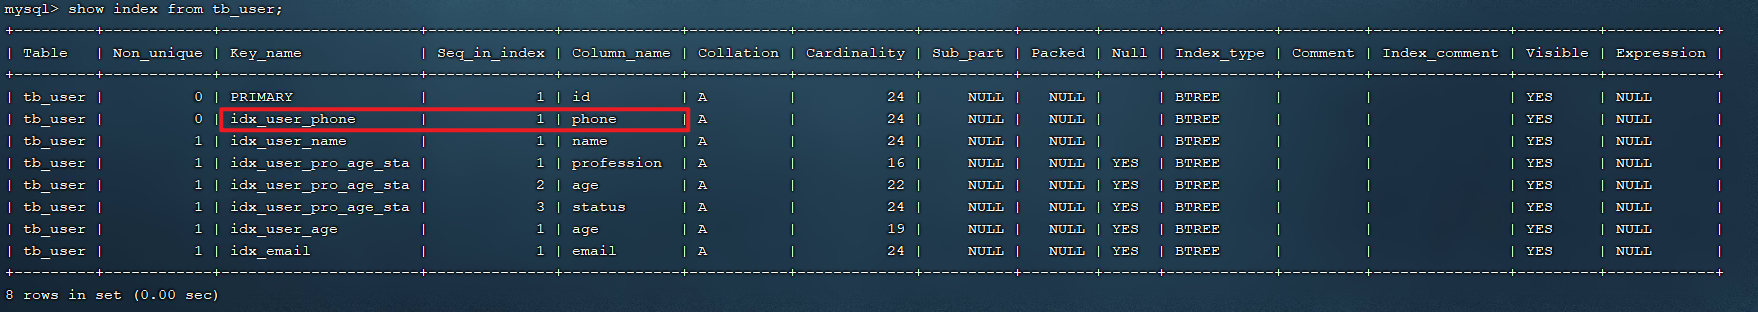 mysql> show index from tb_user;
+---------+------------+----------------------+--------------+-------------+-----------+-------------+----------+--------+------+------------+---------+---------------+---------+------------+
| Table   | Non_unique | Key_name             | Seq_in_index | Column_name | Collation | Cardinality | Sub_part | Packed | Null | Index_type | Comment | Index_comment | Visible | Expression |
+---------+------------+----------------------+--------------+-------------+-----------+-------------+----------+--------+------+------------+---------+---------------+---------+------------+
| tb_user |          0 | PRIMARY              |            1 | id          | A         |          24 |     NULL |   NULL |      | BTREE      |         |               | YES     | NULL       |
| tb_user |          0 | idx_user_phone       |            1 | phone       | A         |          24 |     NULL |   NULL |      | BTREE      |         |               | YES     | NULL       |
| tb_user |          1 | idx_user_name        |            1 | name        | A         |          24 |     NULL |   NULL |      | BTREE      |         |               | YES     | NULL       |
| tb_user |          1 | idx_user_pro_age_sta |            1 | profession  | A         |          16 |     NULL |   NULL | YES  | BTREE      |         |               | YES     | NULL       |
| tb_user |          1 | idx_user_pro_age_sta |            2 | age         | A         |          22 |     NULL |   NULL | YES  | BTREE      |         |               | YES     | NULL       |
| tb_user |          1 | idx_user_pro_age_sta |            3 | status      | A         |          24 |     NULL |   NULL | YES  | BTREE      |         |               | YES     | NULL       |
| tb_user |          1 | idx_user_age         |            1 | age         | A         |          19 |     NULL |   NULL | YES  | BTREE      |         |               | YES     | NULL       |
| tb_user |          1 | idx_email            |            1 | email       | A         |          24 |     NULL |   NULL | YES  | BTREE      |         |               | YES     | NULL       |
+---------+------------+----------------------+--------------+-------------+-----------+-------------+----------+--------+------+------------+---------+---------------+---------+------------+
8 rows in set (0.00 sec)